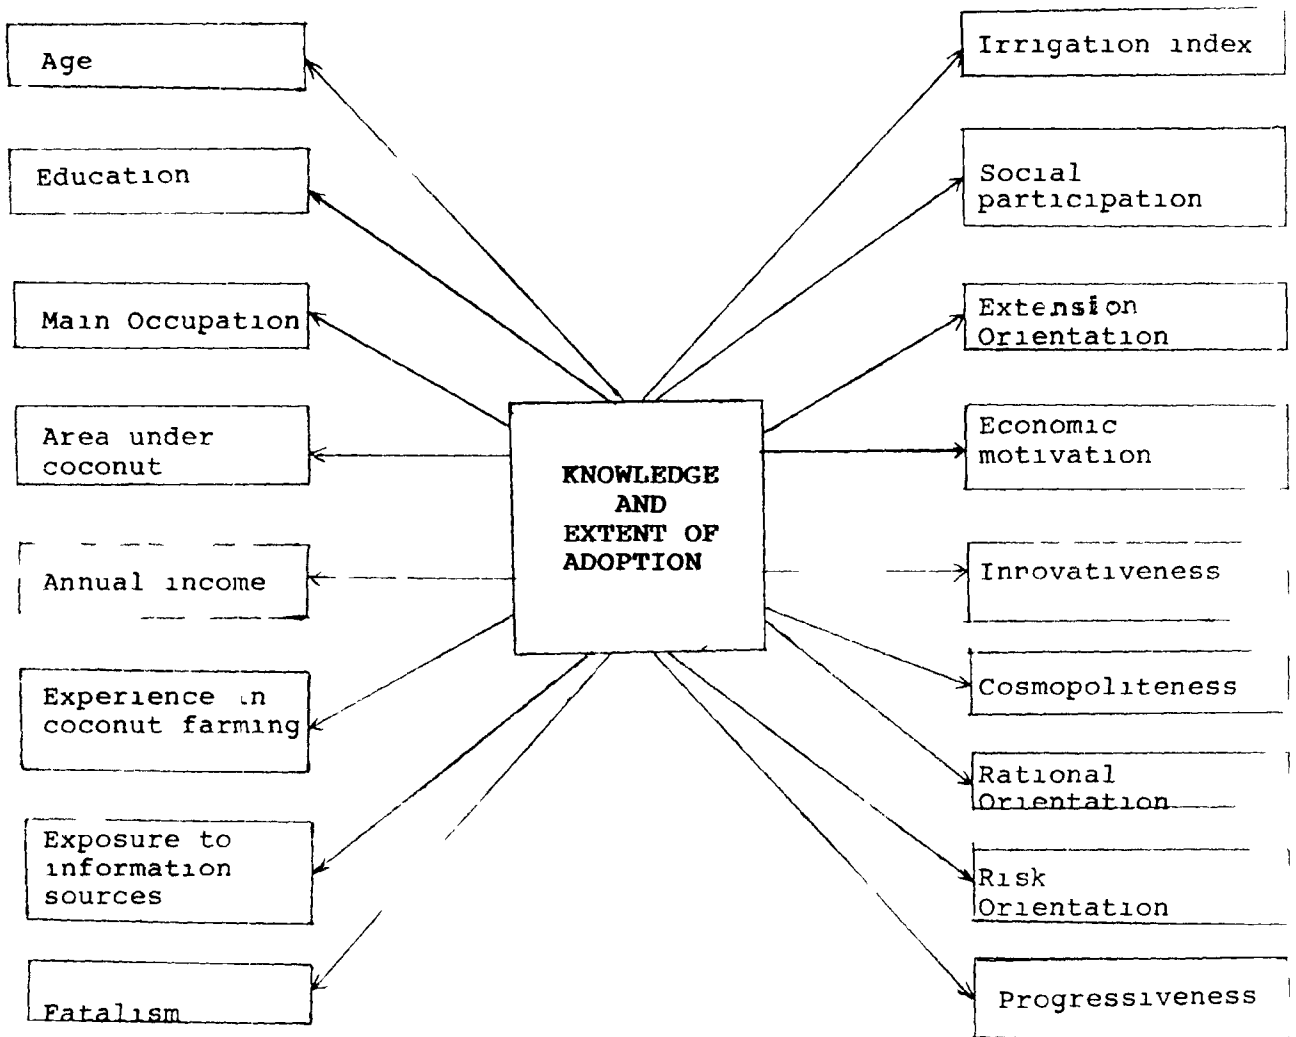 Age
Education
Main Occupation
Area under
coconut
Annual income
Experience in
coconut farming
Exposure to
information
sources
Fatalism
KNOWLEDGE
AND
EXTENT OF
ADOPTION
Irrigation index
Social
participation
Extension
Orientation
Economic
motivation
Innovativeness
Cosmopoliteness
Rational
Orientation
Risk
Orientation
Progressiveness